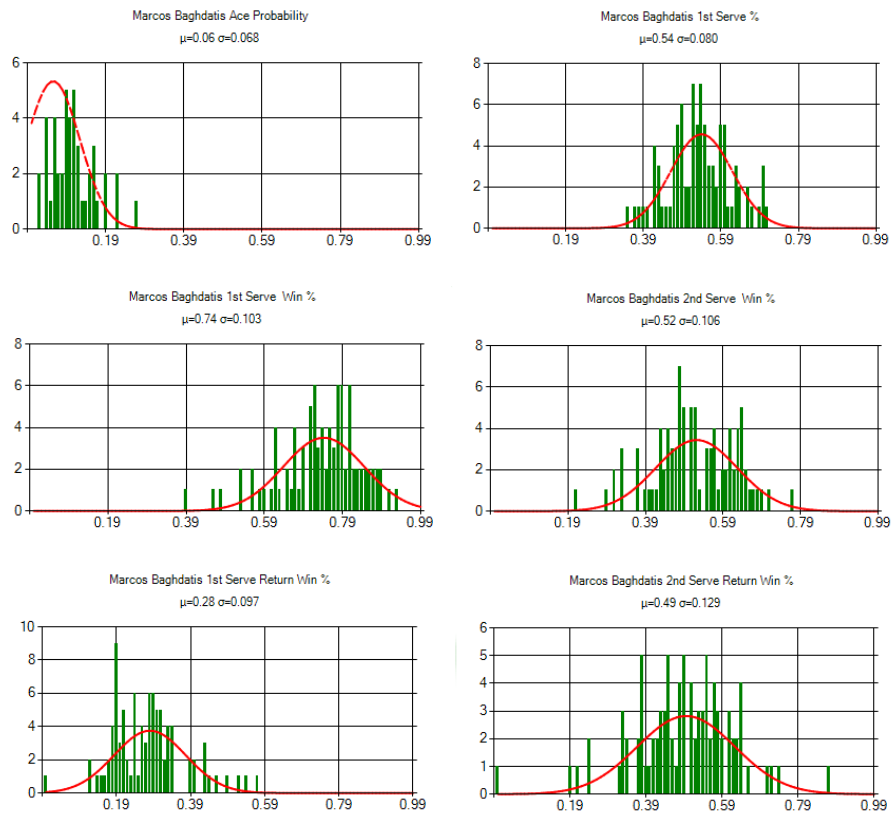 Marcos Baghdatis Ace Probability
μ=0.06 σ=0.068
6
4
2
0
0.19 0.39 0.59 0.79 0.99
Marcos Baghdatis 1st Serve %
μ=0.54 σ=0.080
8
6
4
2
0
0.19 0.39 0.59 0.79 0.99
Marcos Baghdatis 1st Serve Win %
μ=0.74 σ=0.103
8
6
4
2
0
0.19 0.39 0.59 0.79 0.99
Marcos Baghdatis 2nd Serve Win %
μ=0.52 σ=0.106
8
6
4
2
0
0.19 0.39 0.59 0.79 0.99
Marcos Baghdatis 1st Serve Return Win %
μ=0.28 σ=0.097
10
8
6
4
2
0
0.19 0.39 0.59 0.79 0.99
Marcos Baghdatis 2nd Serve Return Win %
μ=0.49 σ=0.129
6
5
4
3
2
1
0
0.19 0.39 0.59 0.79 0.99